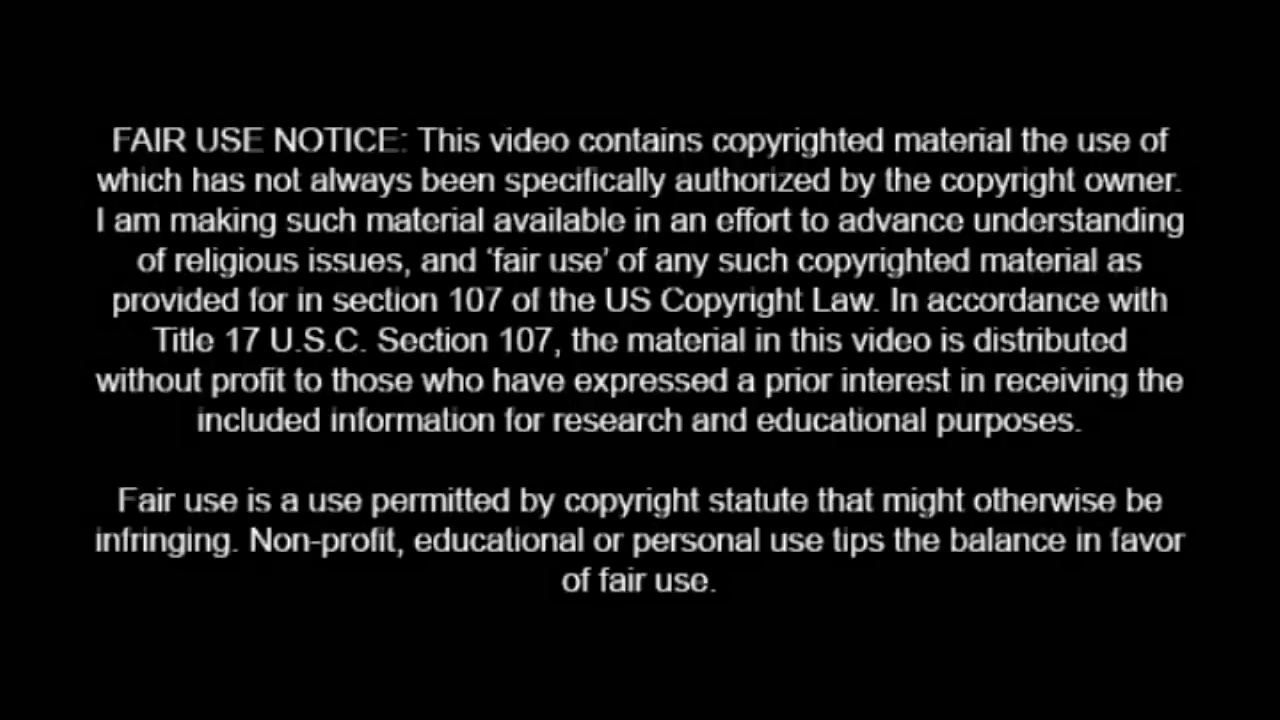 FAIR USE NOTICE: This video contains copyrighted material the use of
which has not always been specifically authorized by the copyright owner.
I am making such material available in an effort to advance understanding
of religious issues, and ‘fair use’ of any such copyrighted material as
provided for in section 107 of the US Copyright Law. In accordance with
Title 17 U.S.C. Section 107, the material in this video is distributed
without profit to those who have expressed a prior interest in receiving the
included information for research and educational purposes.
Fair use is a use permitted by copyright statute that might otherwise be
infringing. Non-profit, educational or personal use tips the balance in favor
of fair use.